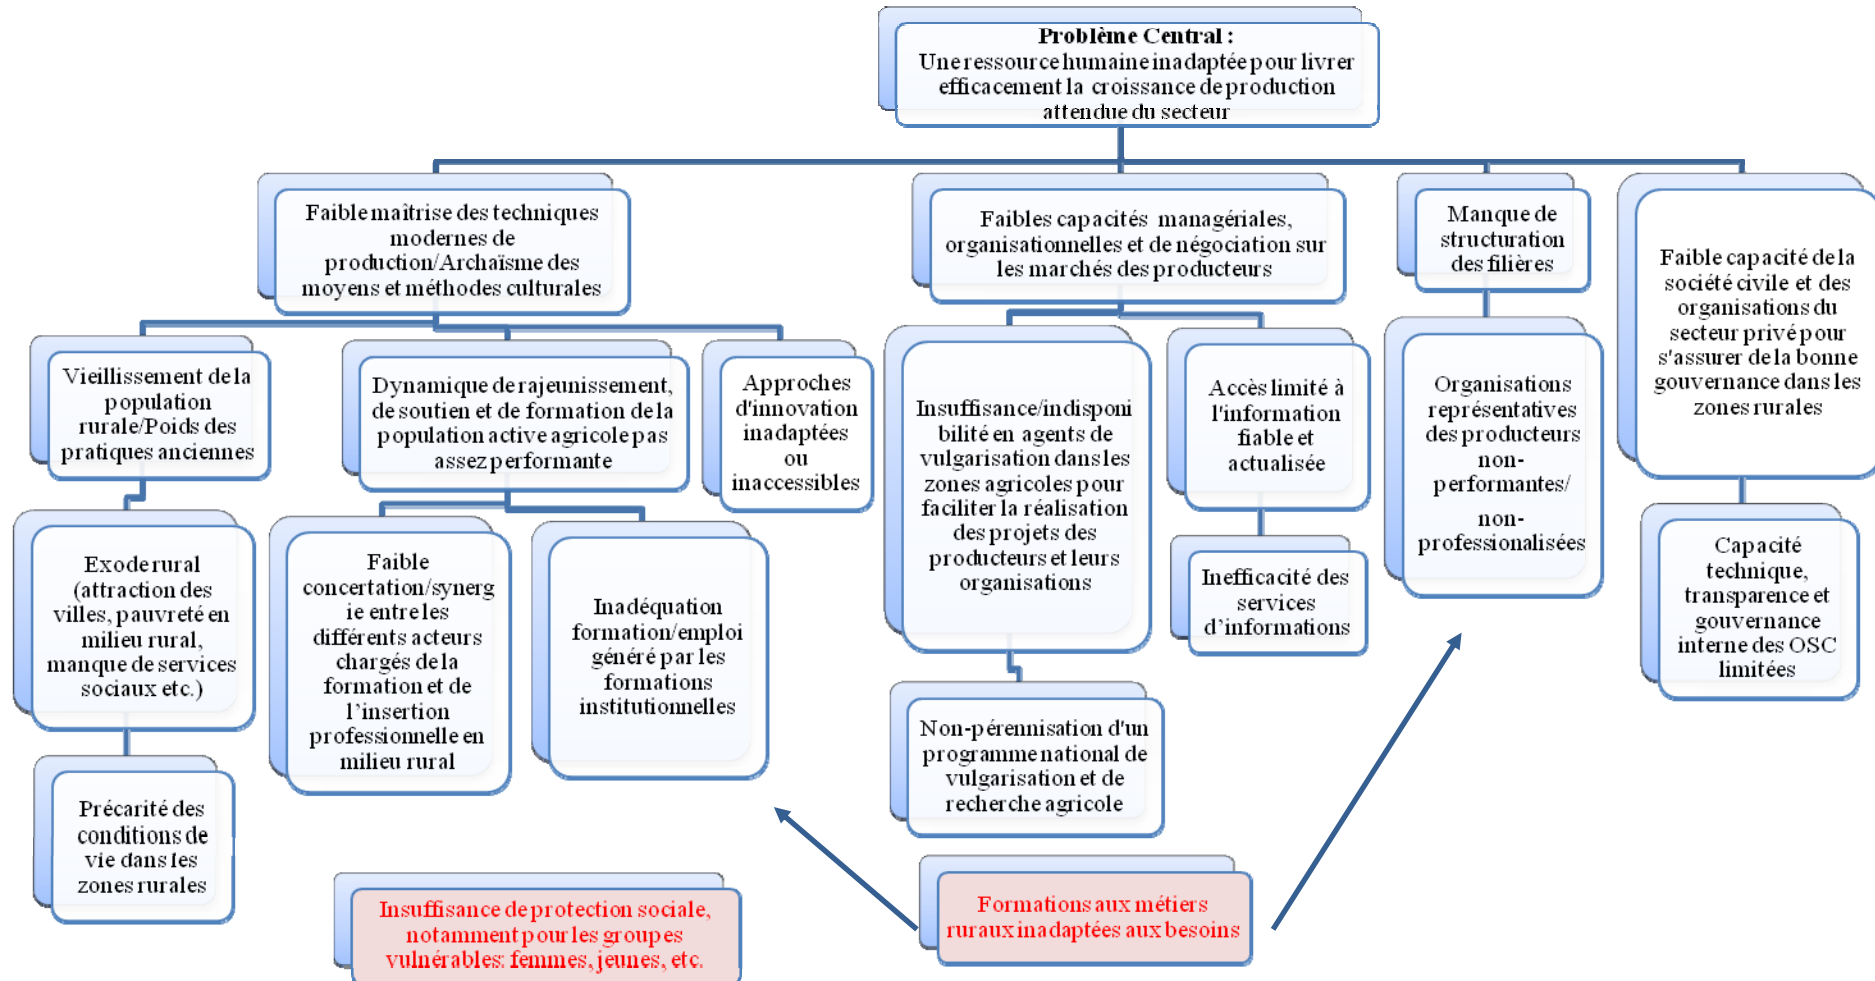 Problème Central :
Une ressource humaine inadaptée pour livrer
efficacement la croissance de production
attendue du secteur
Faible maîtrise des techniques
modernes de
production/Archaïsme des
moyens et méthodes culturales
Faibles capacités managériales,
organisationnelles et de négociation sur
les marchés des producteurs
Manque de
structuration
des filières
Faible capacité de la
société civile et des
organisations du
secteur privé pour
s'assurer de la bonne
gouvernance dans les
zones rurales
Vieillissement de la
population
rurale/Poids des
pratiques anciennes
Dynamique de rajeunissement,
de soutien et de formation de la
population active agricole pas
assez performante
Approches
d'innovation
inadaptées
ou
inaccessibles
Insuffisance/indisponi
bilité en agents de
vulgarisation dans les
zones agricoles pour
faciliter la réalisation
des projets des
producteurs et leurs
organisations
Accès limité à
l'information
fiable et
actualisée
Organisations
représentatives
des producteurs
non-
performantes/
non-
professionalisées
Exode rural
(attraction des
villes, pauvreté en
milieu rural,
manque de services
sociaux etc.)
Faible
concertation/synerg
ie entre les
différents acteurs
chargés de la
formation et de
l’insertion
professionnelle en
milieu rural
Inadéquation
formation/emploi
généré par les
formations
institutionnelles
Inefficacité des
services
d’informations
Capacité
technique,
transparence et
gouvernance
interne des OSC
limitées
Non-pérennisation d'un
programme national de
vulgarisation et de
recherche agricole
Précarité des
conditions de
vie dans les
zones rurales
Insuffisance de protection sociale,
notamment pour les groupes
vulnérables: femmes, jeunes, etc.
Formations aux métiers
ruraux inadaptées aux besoins